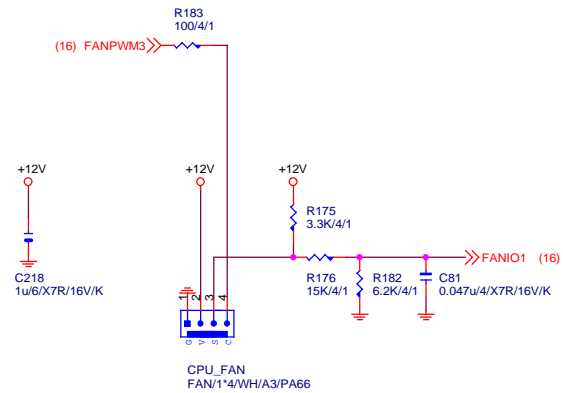 R183
100/4/1
(16) FANPWM3
+12V
+12V
+12V
R175
3.3K/4/1
FANIO1 (16)
C218
1u/6/X7R/16V/K
R176
15K/4/1
R182
6.2K/4/1
C81
0.047u/4/X7R/16V/K
1 2 3 4
G V S C
CPU_FAN
FAN/1*4/WH/A3/PA66